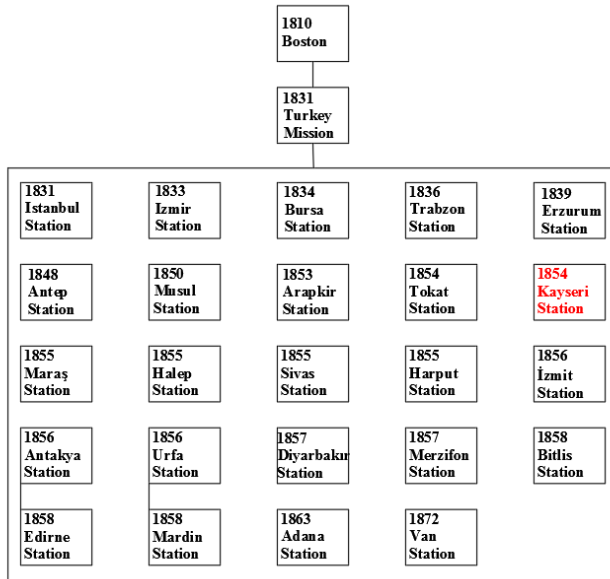 1810
Boston
1831
Turkey
Mission
1831
Istanbul
Station
1833
Izmir
Station
1834
Bursa
Station
1836
Trabzon
Station
1839
Erzurum
Station
1848
Antep
Station
1850
Musul
Station
1853
Arapkir
Station
1854
Tokat
Station
1854
Kayseri
Station
1855
Maraş
Station
1855
Halep
Station
1855
Sivas
Station
1855
Harput
Station
1856
İzmit
Station
1856
Antakya
Station
1856
Urfa
Station
1857
Diyarbakır
Station
1857
Merzifon
Station
1858
Bitlis
Station
1858
Edirne
Station
1858
Mardin
Station
1863
Adana
Station
1872
Van
Station